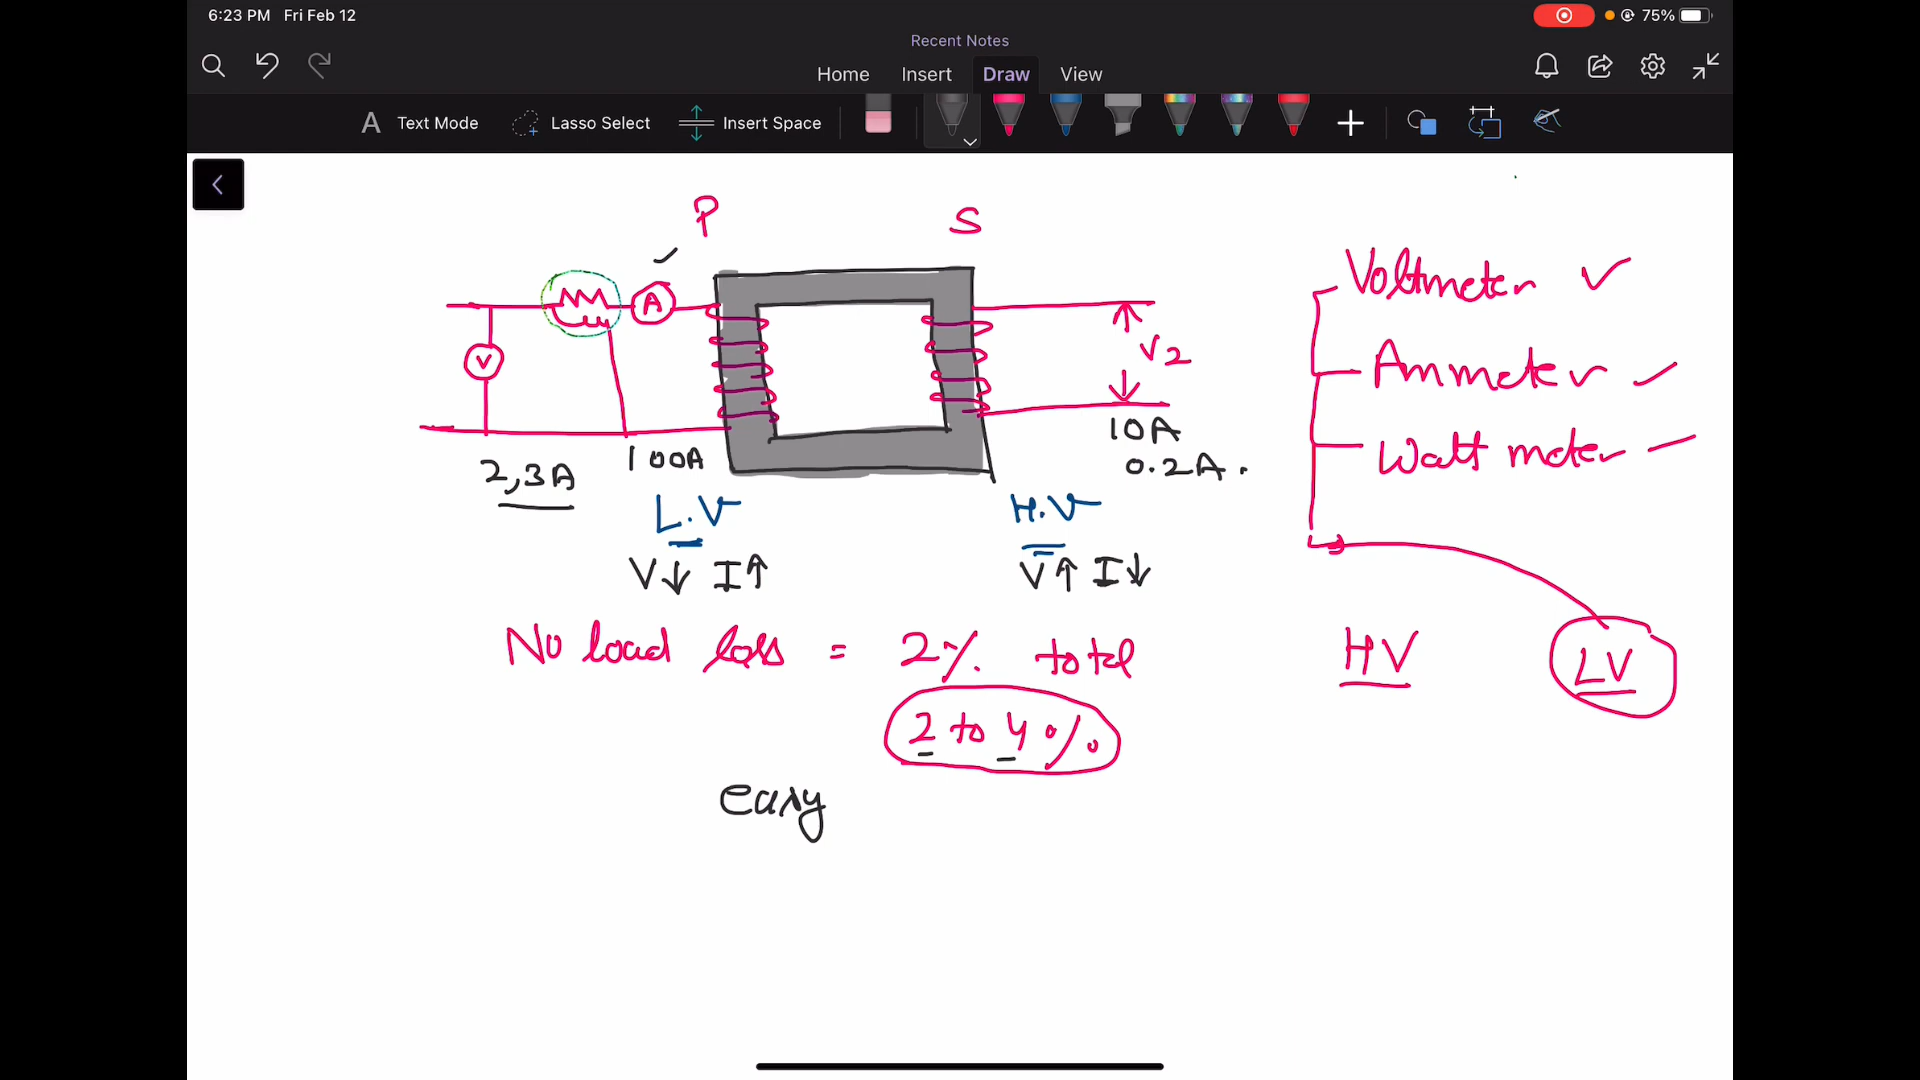 6:23 PM Fri Feb 12
75%
Recent Notes
Home Insert Draw View
A Text Mode Lasso Select Insert Space
P S
A
V
V2
10A
0.2A.
2,3A 100A
L.V H.V
V↓ I↑ V↑ I↓
No load loss = 2% total
2 to 4%
easy
Voltmeter ✓
Ammeter ✓
Watt meter
HV LV